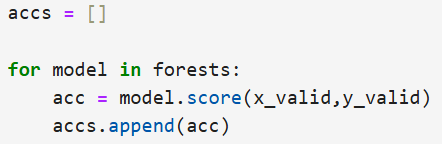 accs = []

for model in forests:
    acc = model.score(x_valid,y_valid)
    accs.append(acc)